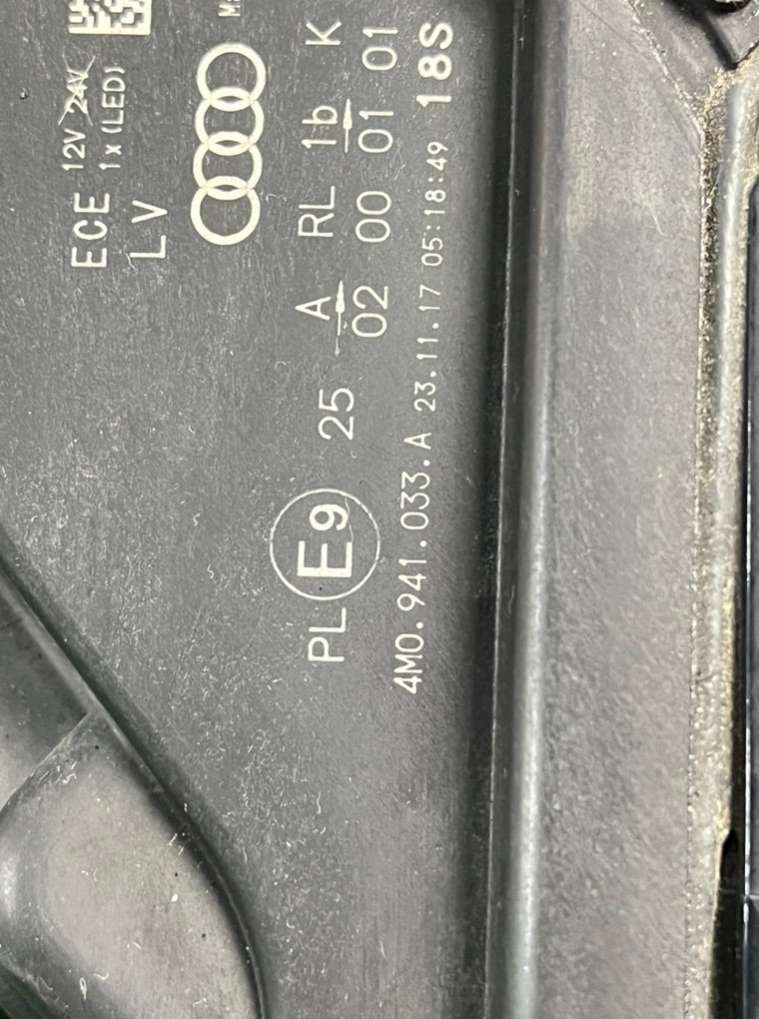 ECE 12V 24V
1x(LED)
LV
PL E9 25 A RL 1b K
02 00 01 01
4M0.941.033.A 23.11.17 05:18:49 18S